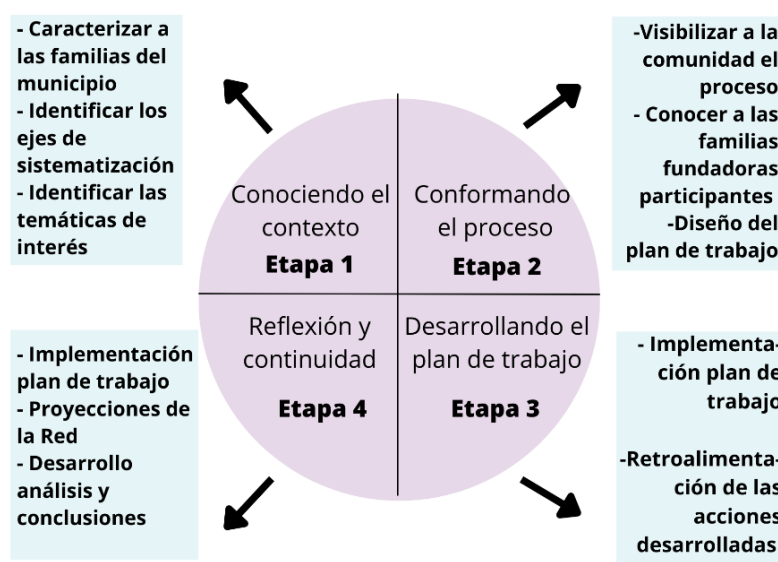 - Caracterizar a
las familias del
municipio
- Identificar los
ejes de
sistematización
- Identificar las
temáticas de
interés
-Visibilizar a la
comunidad el
proceso
- Conocer a las
familias
fundadoras
participantes
-Diseño del
plan de trabajo
Conociendo el
contexto
Etapa 1
Conformando
el proceso
Etapa 2
Reflexión y
continuidad
Etapa 4
Desarrollando el
plan de trabajo
Etapa 3
- Implementación
plan de trabajo
- Proyecciones de
la Red
- Desarrollo
análisis y
conclusiones
- Implementa-
ción plan de
trabajo
-Retroalimenta-
ción de las
acciones
desarrolladas